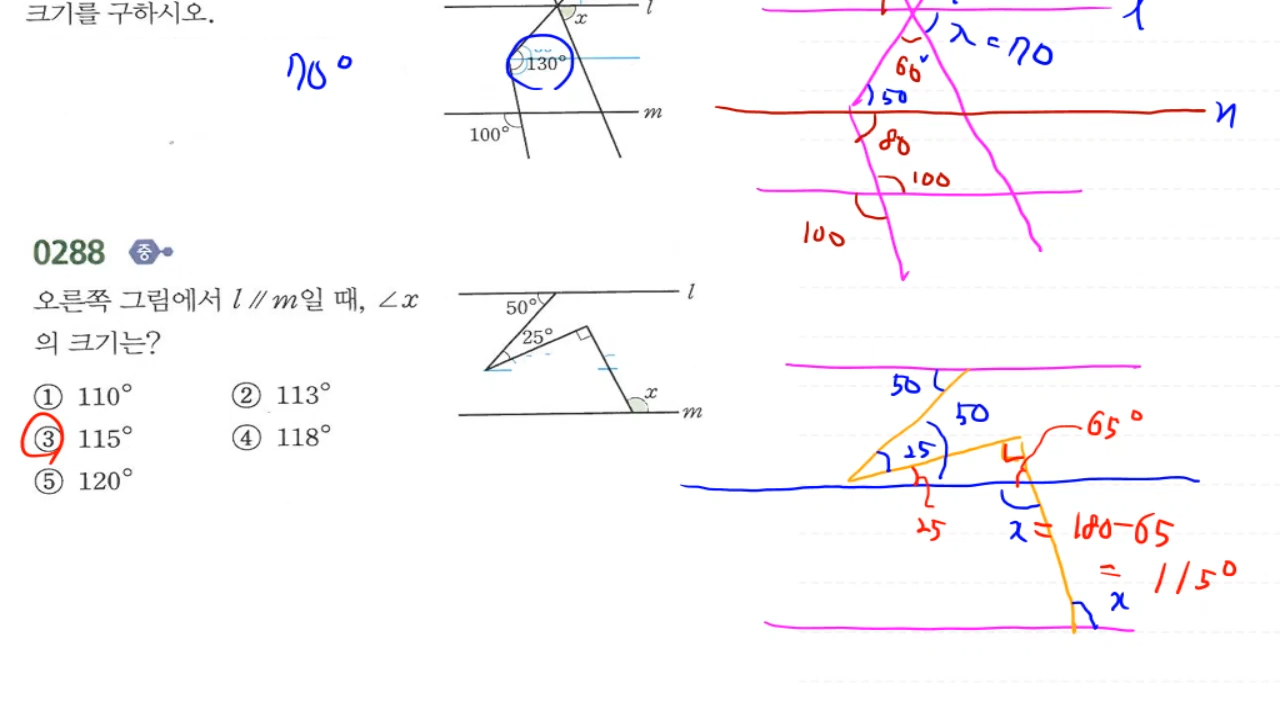 크기를 구하시오.
70°
l
x
130°
m
100°
l
x = 70
60°
50
n
80
100
100
0288 중
오른쪽 그림에서 l // m일 때, ∠x
의 크기는?
① 110° ② 113°
③ 115° ④ 118°
⑤ 120°
l
50°
25°
x
m
50
50
25
65°
25
x = 180-65
= 115°
x